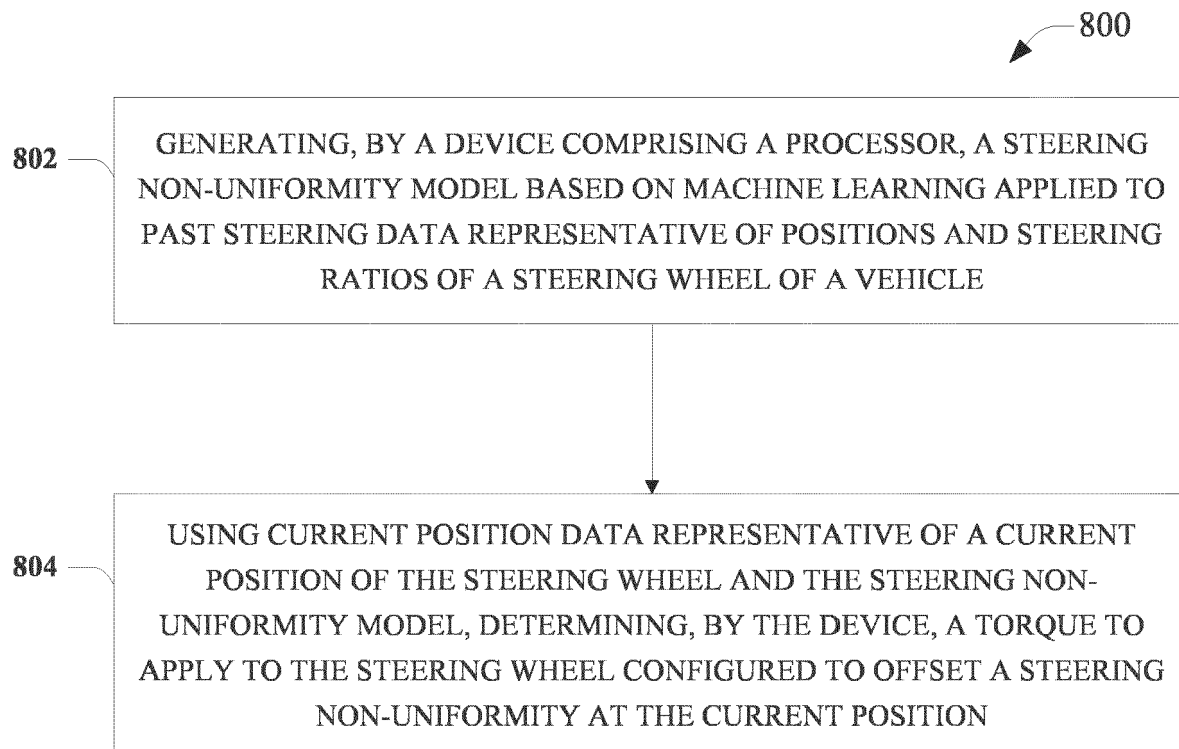 800
802
GENERATING, BY A DEVICE COMPRISING A PROCESSOR, A STEERING
NON-UNIFORMITY MODEL BASED ON MACHINE LEARNING APPLIED TO
PAST STEERING DATA REPRESENTATIVE OF POSITIONS AND STEERING
RATIOS OF A STEERING WHEEL OF A VEHICLE
804
USING CURRENT POSITION DATA REPRESENTATIVE OF A CURRENT
POSITION OF THE STEERING WHEEL AND THE STEERING NON-
UNIFORMITY MODEL, DETERMINING, BY THE DEVICE, A TORQUE TO
APPLY TO THE STEERING WHEEL CONFIGURED TO OFFSET A STEERING
NON-UNIFORMITY AT THE CURRENT POSITION